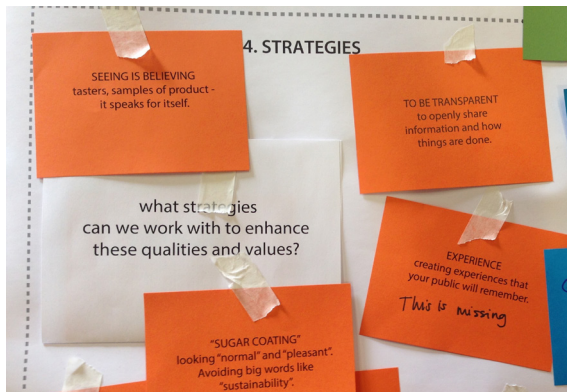 4. STRATEGIES
SEEING IS BELIEVING
tasters, samples of product -
it speaks for itself.
TO BE TRANSPARENT
to openly share
information and how
things are done.
what strategies
can we work with to enhance
these qualities and values?
EXPERIENCE
creating experiences that
your public will remember.
This is missing
"SUGAR COATING"
looking "normal" and "pleasant".
Avoiding big words like
"sustainability".